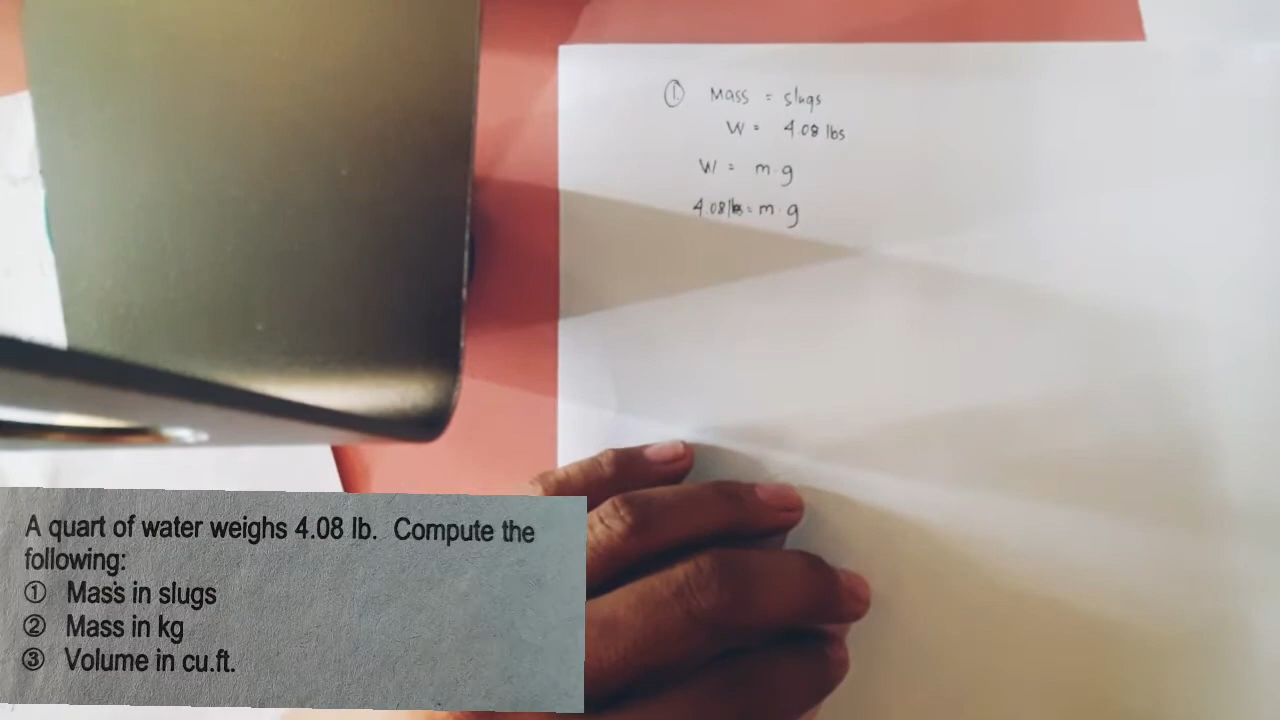 ① Mass = slugs
W = 4.08 lbs
W = m·g
4.08 lbs = m·g
A quart of water weighs 4.08 lb. Compute the
following:
① Mass in slugs
② Mass in kg
③ Volume in cu.ft.